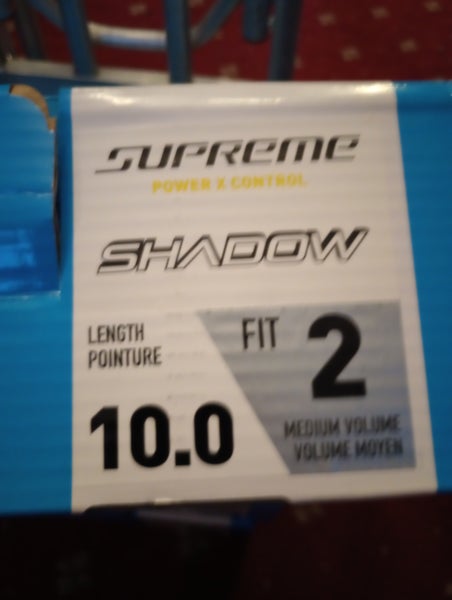 SUPREME
POWER X CONTROL
SHADOW
LENGTH
POINTURE
10.0
FIT 2
MEDIUM VOLUME
VOLUME MOYEN